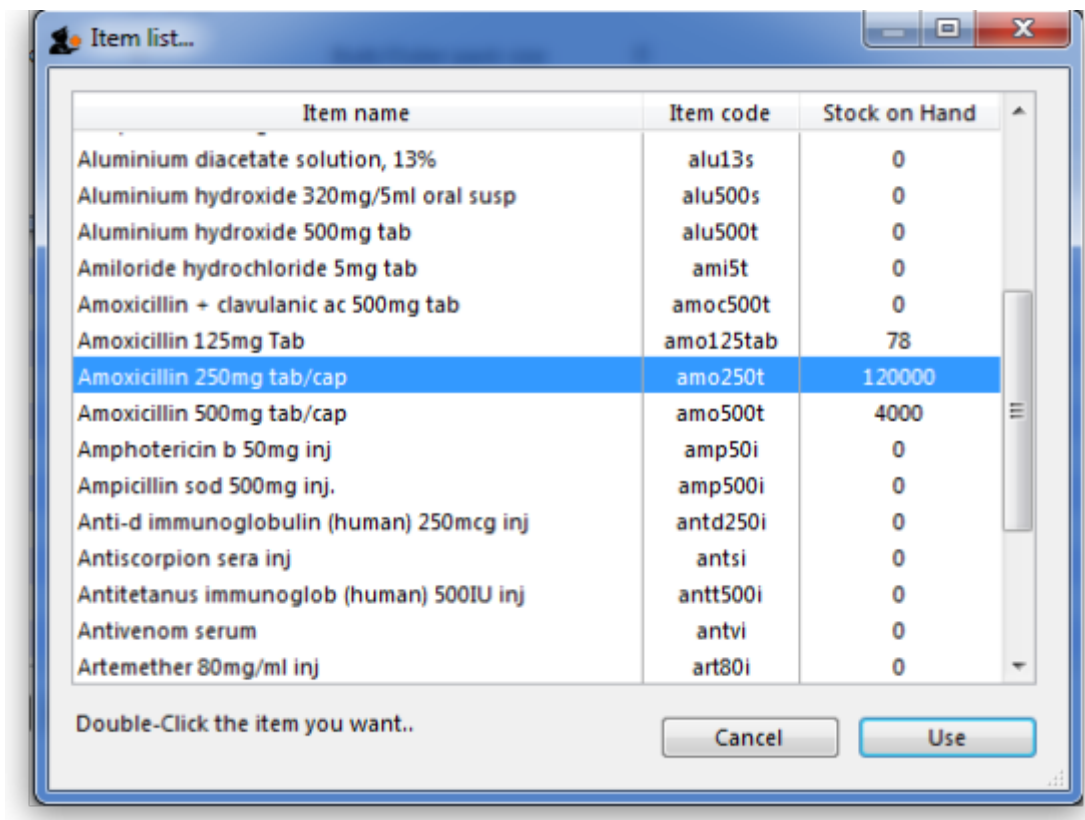 Item list...
Item name Item code Stock on Hand
Aluminium diacetate solution, 13% alu13s 0
Aluminium hydroxide 320mg/5ml oral susp alu500s 0
Aluminium hydroxide 500mg tab alu500t 0
Amiloride hydrochloride 5mg tab ami5t 0
Amoxicillin + clavulanic ac 500mg tab amoc500t 0
Amoxicillin 125mg Tab amo125tab 78
Amoxicillin 250mg tab/cap amo250t 120000
Amoxicillin 500mg tab/cap amo500t 4000
Amphotericin b 50mg inj amp50i 0
Ampicillin sod 500mg inj. amp500i 0
Anti-d immunoglobulin (human) 250mcg inj antd250i 0
Antiscorpion sera inj antsi 0
Antitetanus immunoglob (human) 500IU inj antt500i 0
Antivenom serum antvi 0
Artemether 80mg/ml inj art80i 0
Double-Click the item you want..
Cancel Use